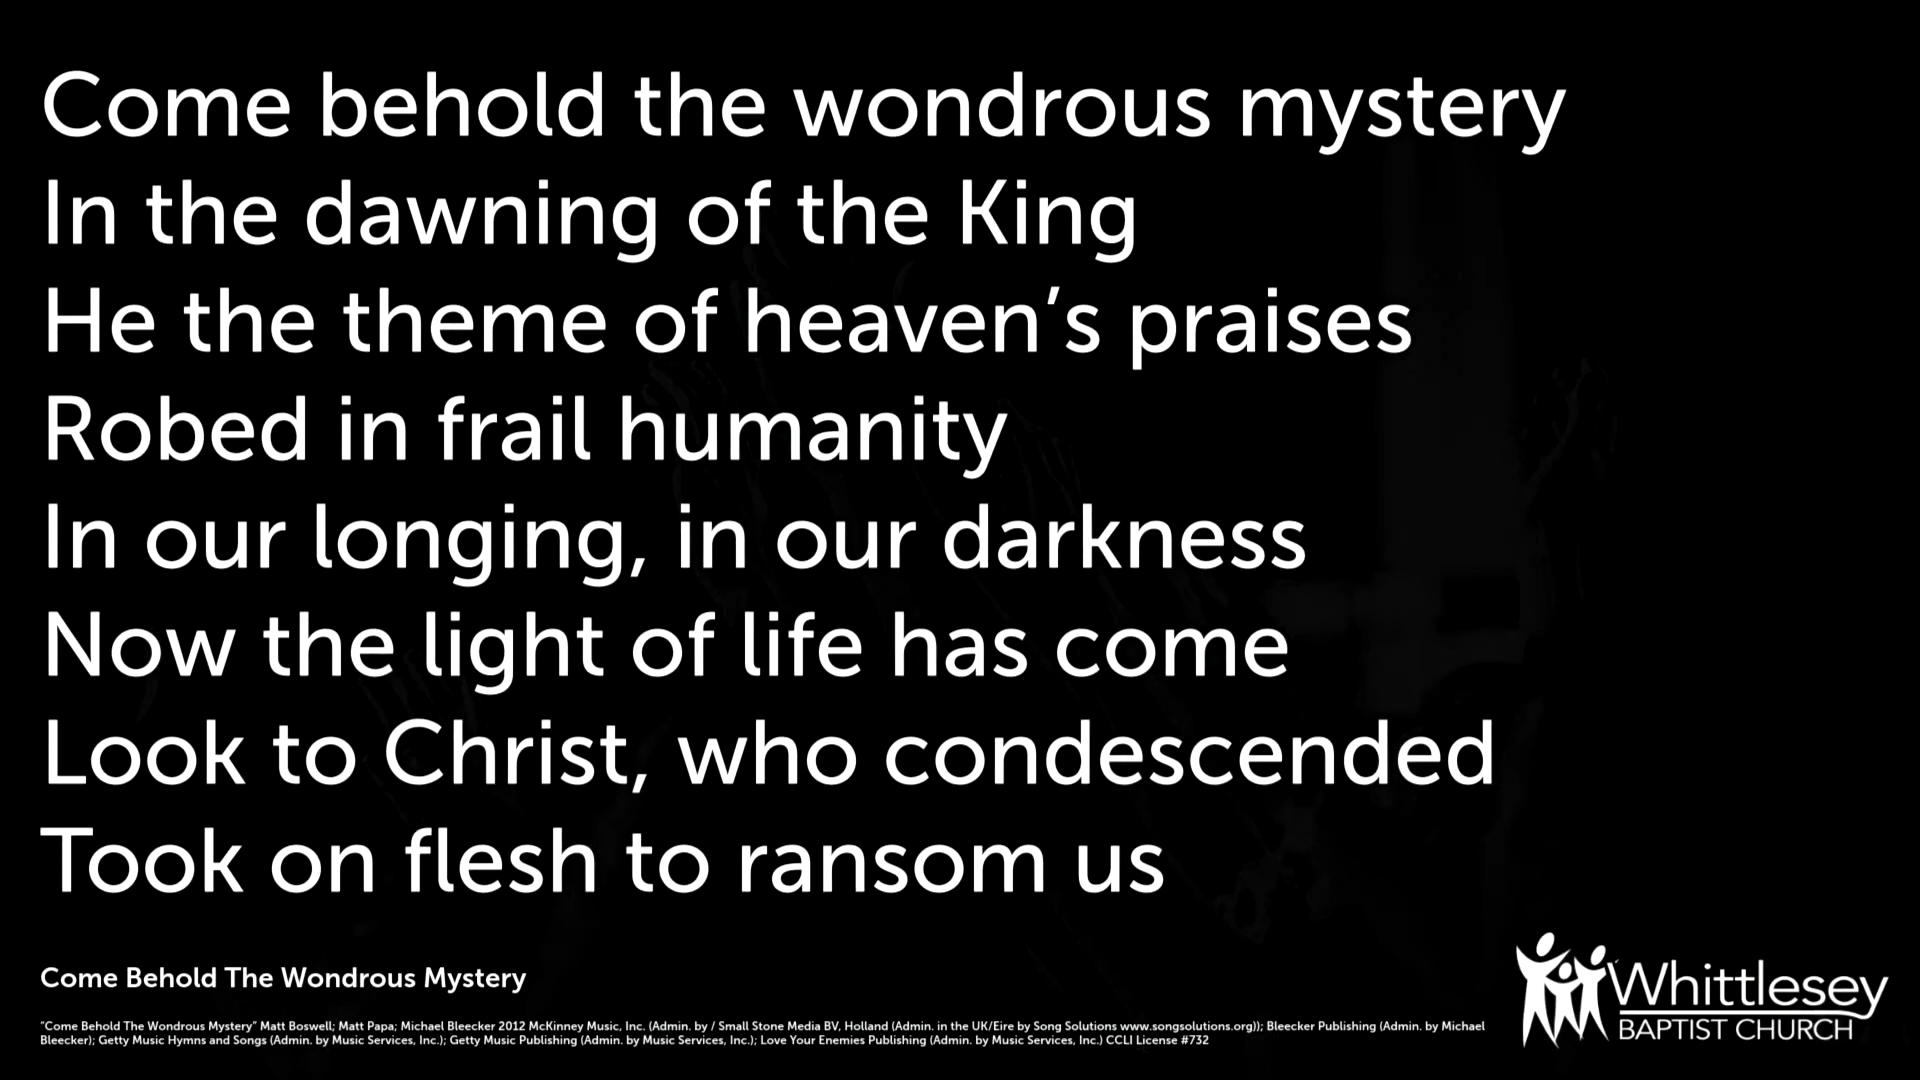 Come behold the wondrous mystery
In the dawning of the King
He the theme of heaven’s praises
Robed in frail humanity
In our longing, in our darkness
Now the light of life has come
Look to Christ, who condescended
Took on flesh to ransom us
Come Behold The Wondrous Mystery
"Come Behold The Wondrous Mystery" Matt Boswell; Matt Papa; Michael Bleecker 2012 McKinney Music, Inc. (Admin. by / Small Stone Media BV, Holland (Admin. in the UK/Eire by Song Solutions www.songsolutions.org)); Bleecker Publishing (Admin. by Michael
Bleecker); Getty Music Hymns and Songs (Admin. by Music Services, Inc.); Getty Music Publishing (Admin. by Music Services, Inc.); Love Your Enemies Publishing (Admin. by Music Services, Inc.) CCLI License #732
Whittlesey
BAPTIST CHURCH